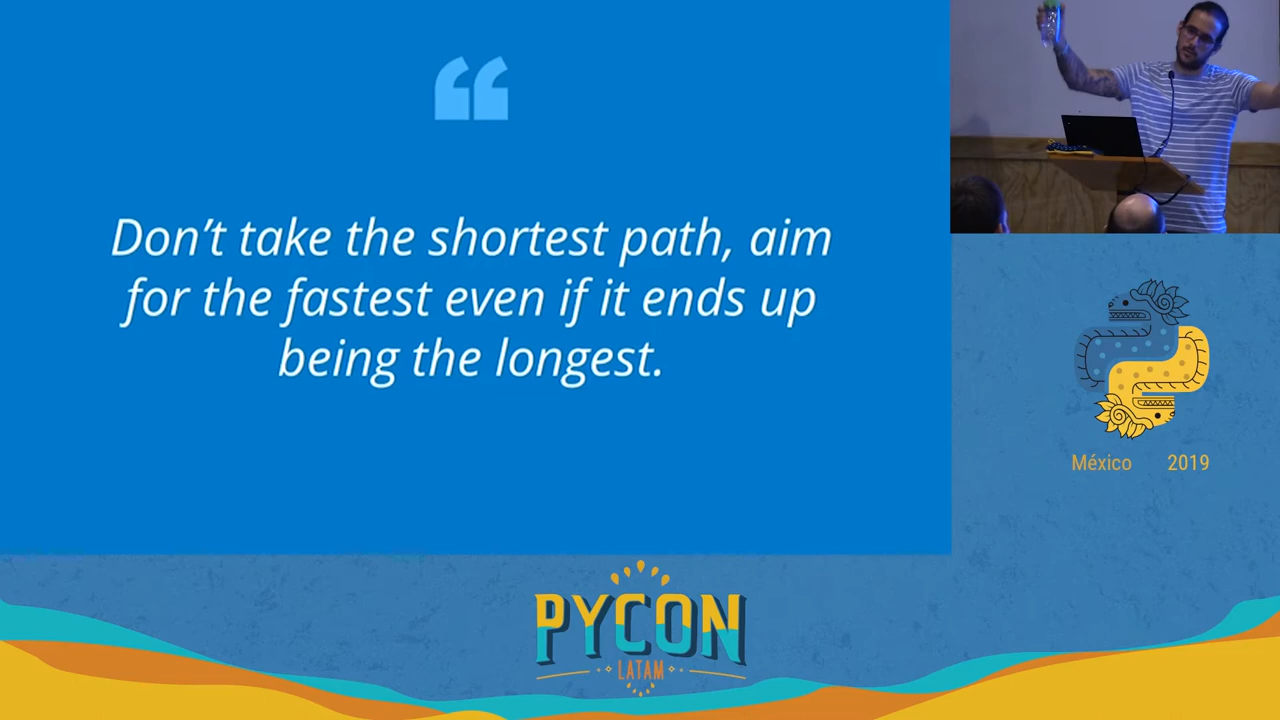 Don’t take the shortest path, aim
for the fastest even if it ends up
being the longest.
México 2019
PYCON
LATAM